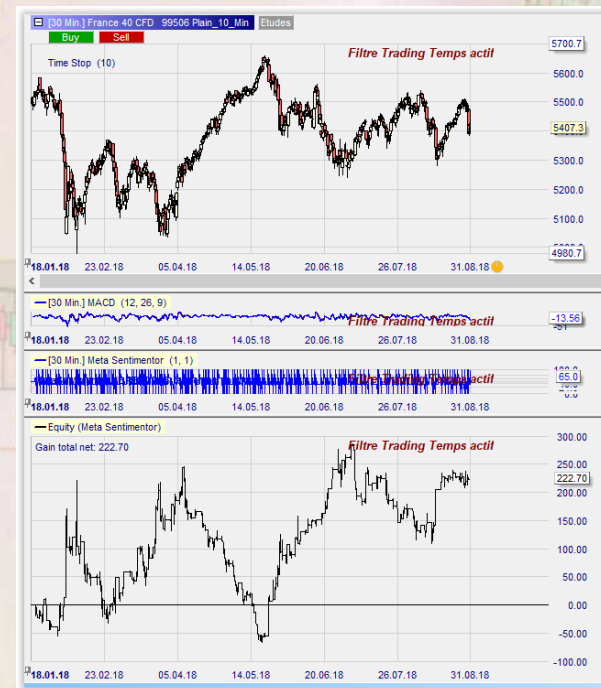 [30 Min.] France 40 CFD 99506 Plain_10_Min Etudes
Buy Sell
Filtre Trading Temps actif
Time Stop (10)
5700.7
5600.0
5500.0
5407.3
5300.0
5200.0
5100.0
4980.7
18.01.18 23.02.18 05.04.18 14.05.18 20.06.18 26.07.18 31.08.18
[30 Min.] MACD (12, 26, 9)
Filtre Trading Temps actif
-13.56
18.01.18 23.02.18 05.04.18 14.05.18 20.06.18 26.07.18 31.08.18
[30 Min.] Meta Sentimentor (1, 1)
Filtre Trading Temps actif
65.0
18.01.18 23.02.18 05.04.18 14.05.18 20.06.18 26.07.18 31.08.18
Equity (Meta Sentimentor)
Filtre Trading Temps actif
Gain total net: 222.70
300.00
250.00
222.70
200.00
150.00
100.00
50.00
0.00
-50.00
-100.00
18.01.18 23.02.18 05.04.18 14.05.18 20.06.18 26.07.18 31.08.18